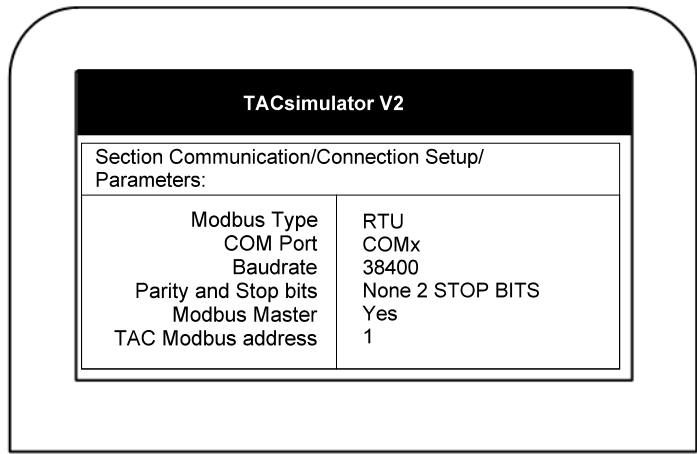 TACsimulator V2
Section Communication/Connection Setup/
Parameters:
Modbus Type RTU
COM Port COMx
Baudrate 38400
Parity and Stop bits None 2 STOP BITS
Modbus Master Yes
TAC Modbus address 1